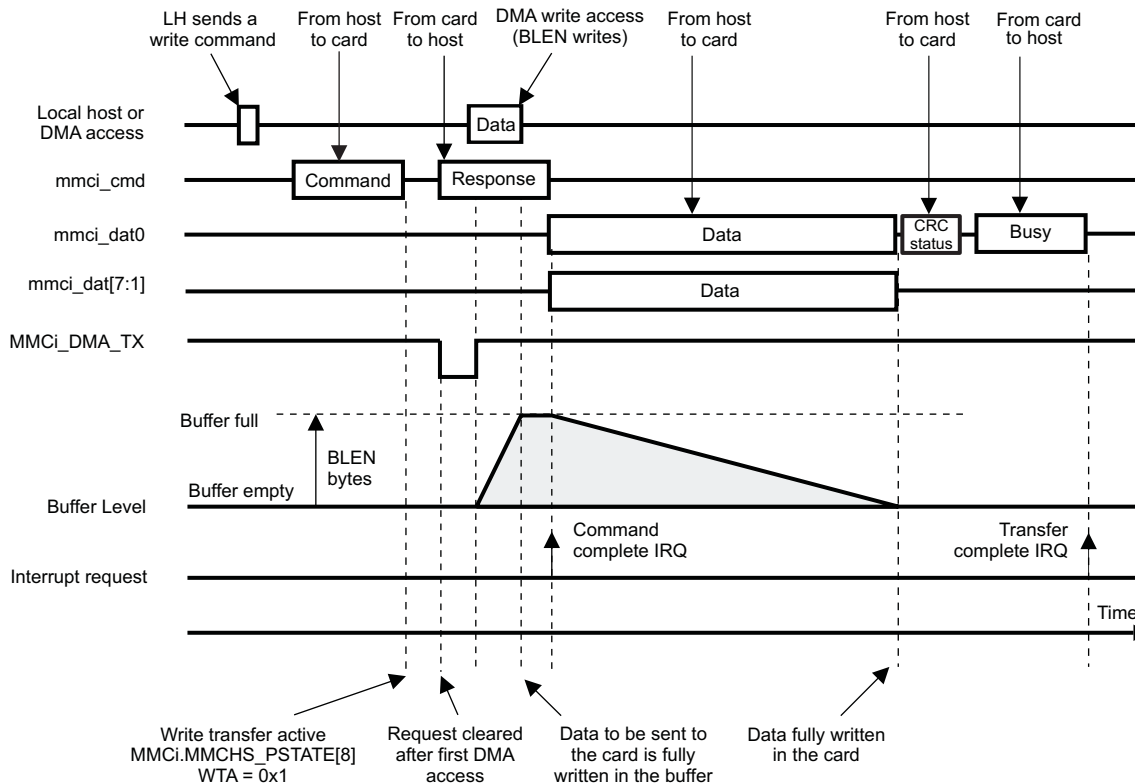 LH sends a
write command
From host
to card
From card
to host
DMA write access
(BLEN writes)
From host
to card
From host
to card
From card
to host
Local host or
DMA access
Data
mmci_cmd
Command
Response
mmci_dat0
Data
CRC
status
Busy
mmci_dat[7:1]
Data
MMCi_DMA_TX
Buffer full
BLEN
bytes
Buffer empty
Buffer Level
Command
complete IRQ
Transfer
complete IRQ
Interrupt request
Time
Write transfer active
MMCi.MMCHS_PSTATE[8]
WTA = 0x1
Request cleared
after first DMA
access
Data to be sent to
the card is fully
written in the buffer
Data fully written
in the card